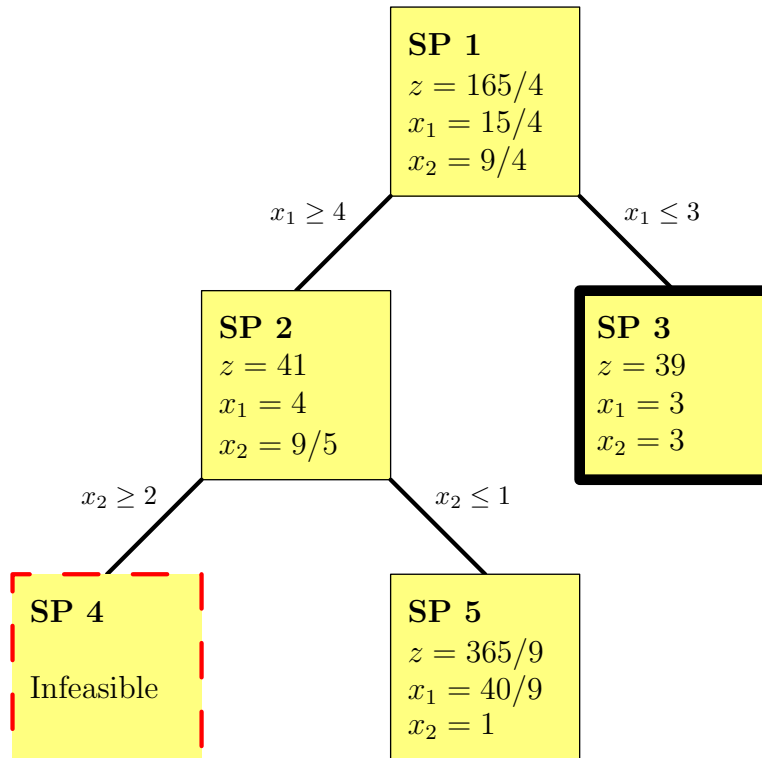 SP 1
z = 165/4
x₁ = 15/4
x₂ = 9/4
x₁ ≥ 4
x₁ ≤ 3
SP 2
z = 41
x₁ = 4
x₂ = 9/5
SP 3
z = 39
x₁ = 3
x₂ = 3
x₂ ≥ 2
x₂ ≤ 1
SP 4
Infeasible
SP 5
z = 365/9
x₁ = 40/9
x₂ = 1